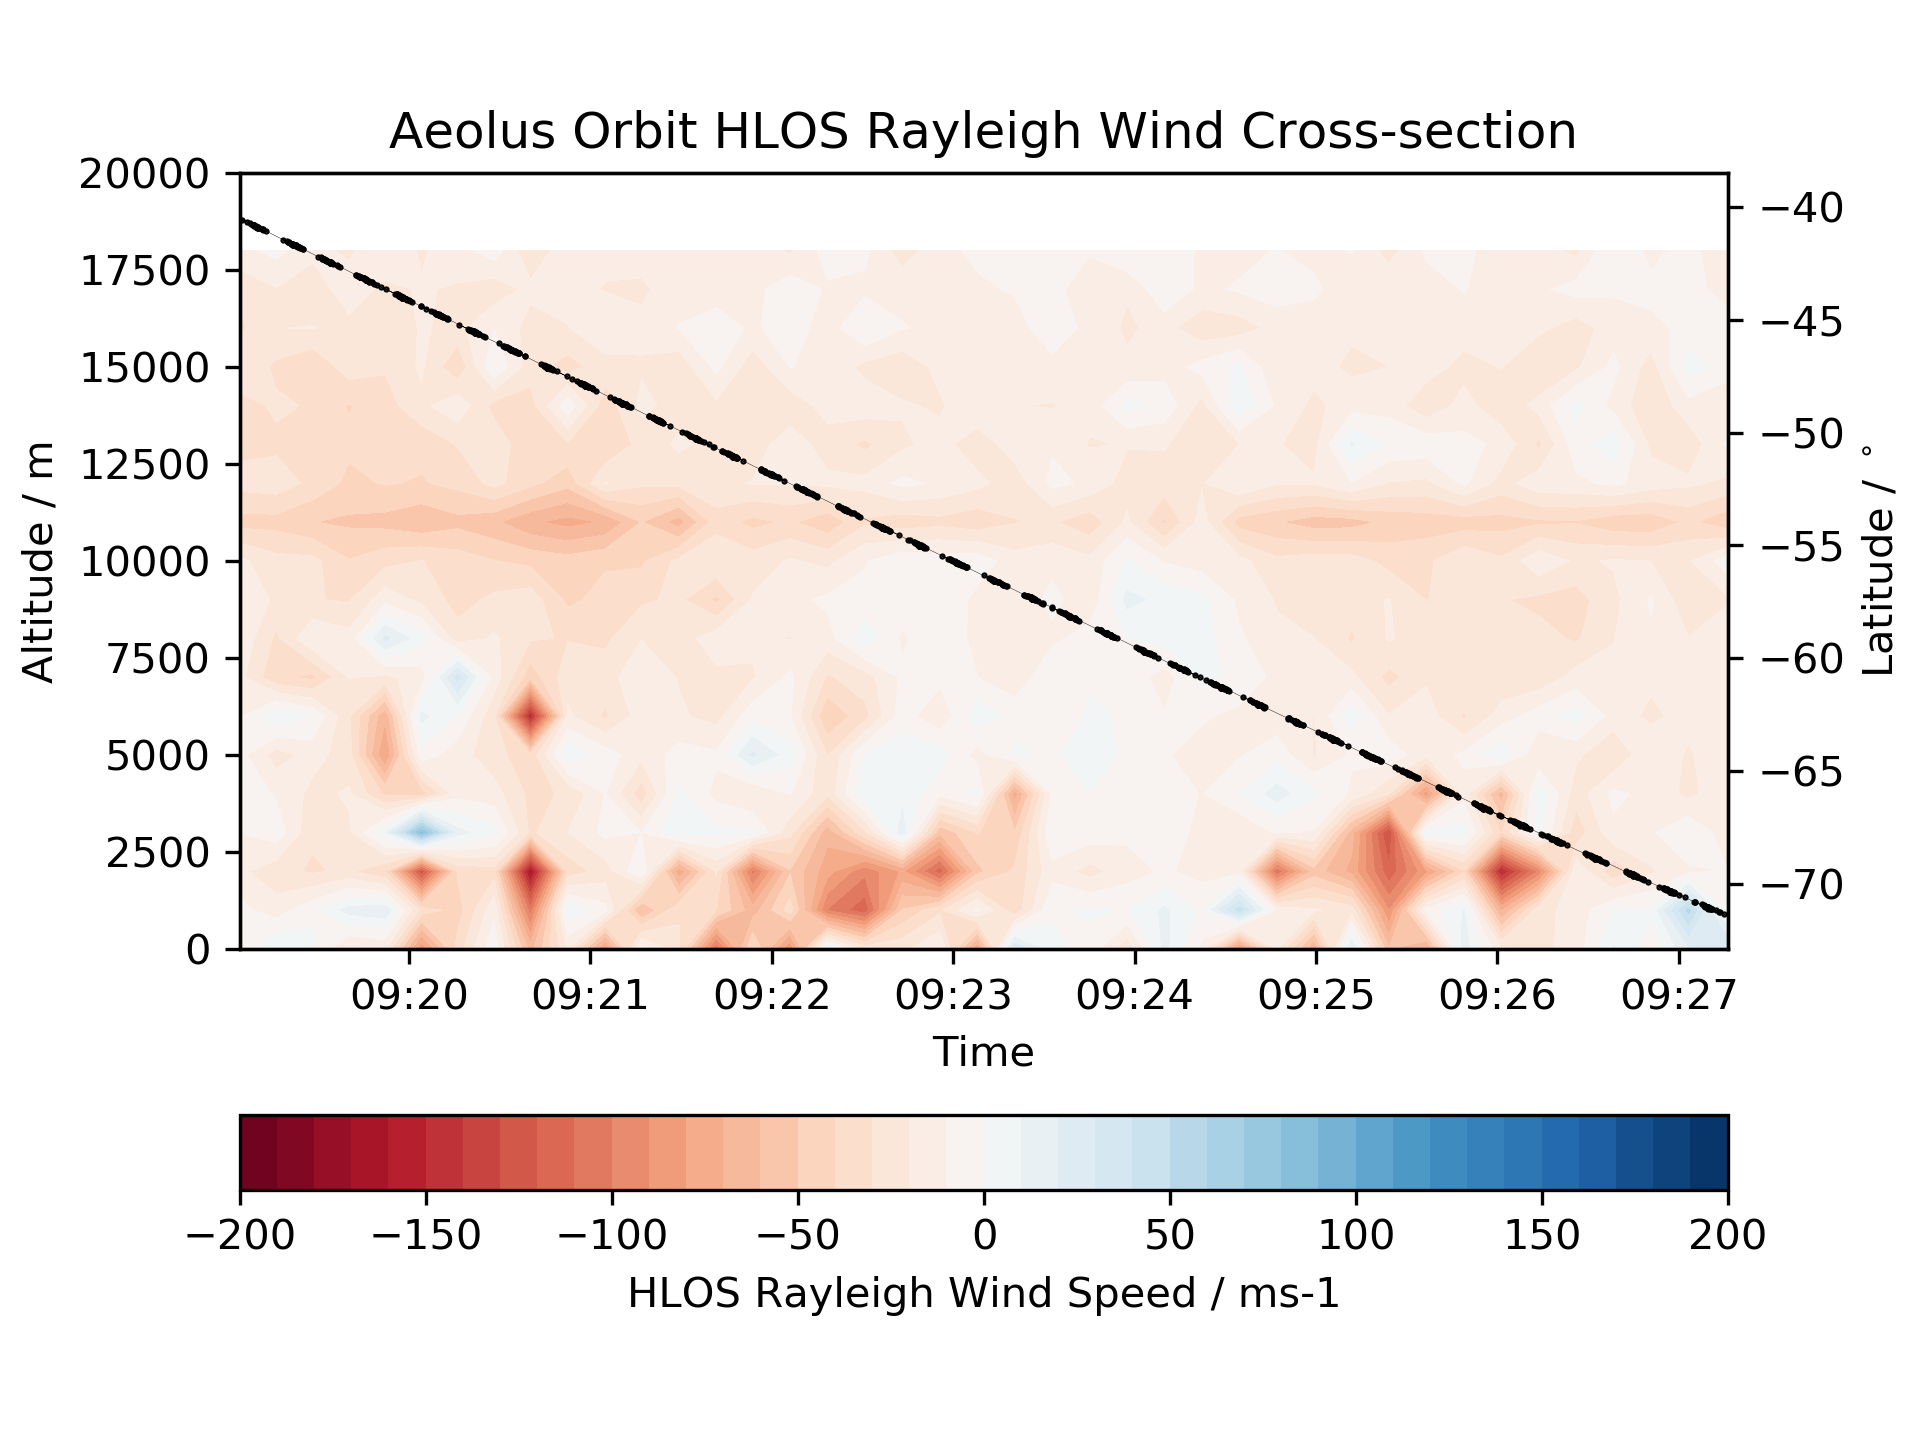 Aeolus Orbit HLOS Rayleigh Wind Cross-section
20000
17500
15000
12500
10000
7500
5000
2500
0
Altitude / m
−40
−45
−50
−55
−60
−65
−70
Latitude / °
09:20 09:21 09:22 09:23 09:24 09:25 09:26 09:27
Time
−200 −150 −100 −50 0 50 100 150 200
HLOS Rayleigh Wind Speed / ms-1